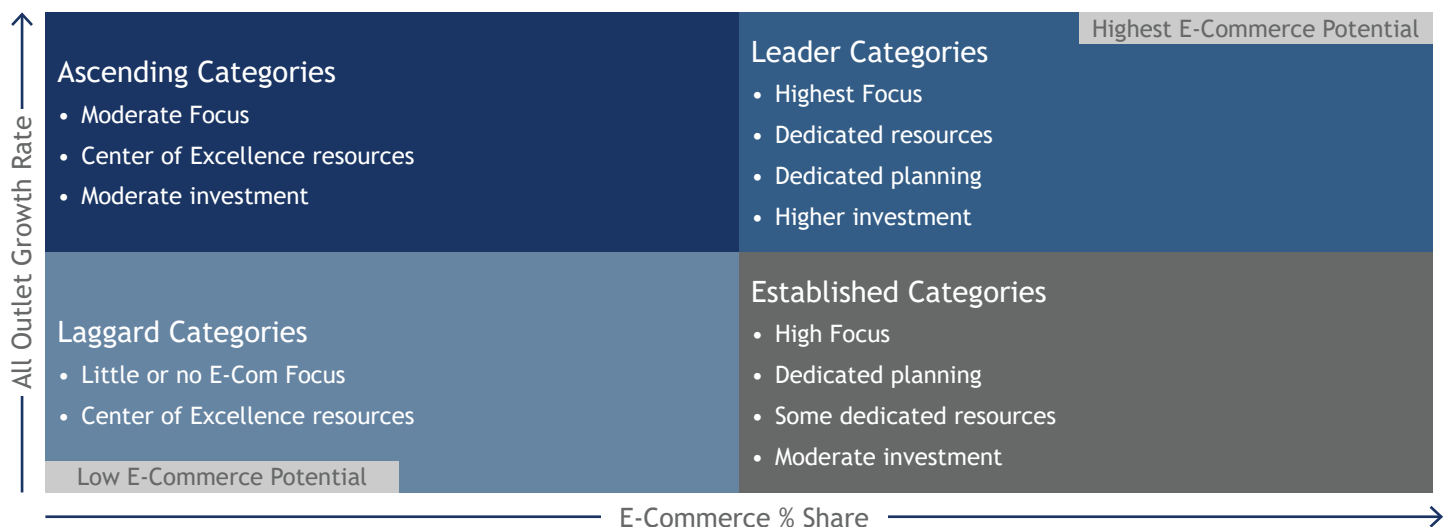 All Outlet Growth Rate
Ascending Categories
• Moderate Focus
• Center of Excellence resources
• Moderate investment
Highest E-Commerce Potential
Leader Categories
• Highest Focus
• Dedicated resources
• Dedicated planning
• Higher investment
Laggard Categories
• Little or no E-Com Focus
• Center of Excellence resources
Low E-Commerce Potential
Established Categories
• High Focus
• Dedicated planning
• Some dedicated resources
• Moderate investment
E-Commerce % Share